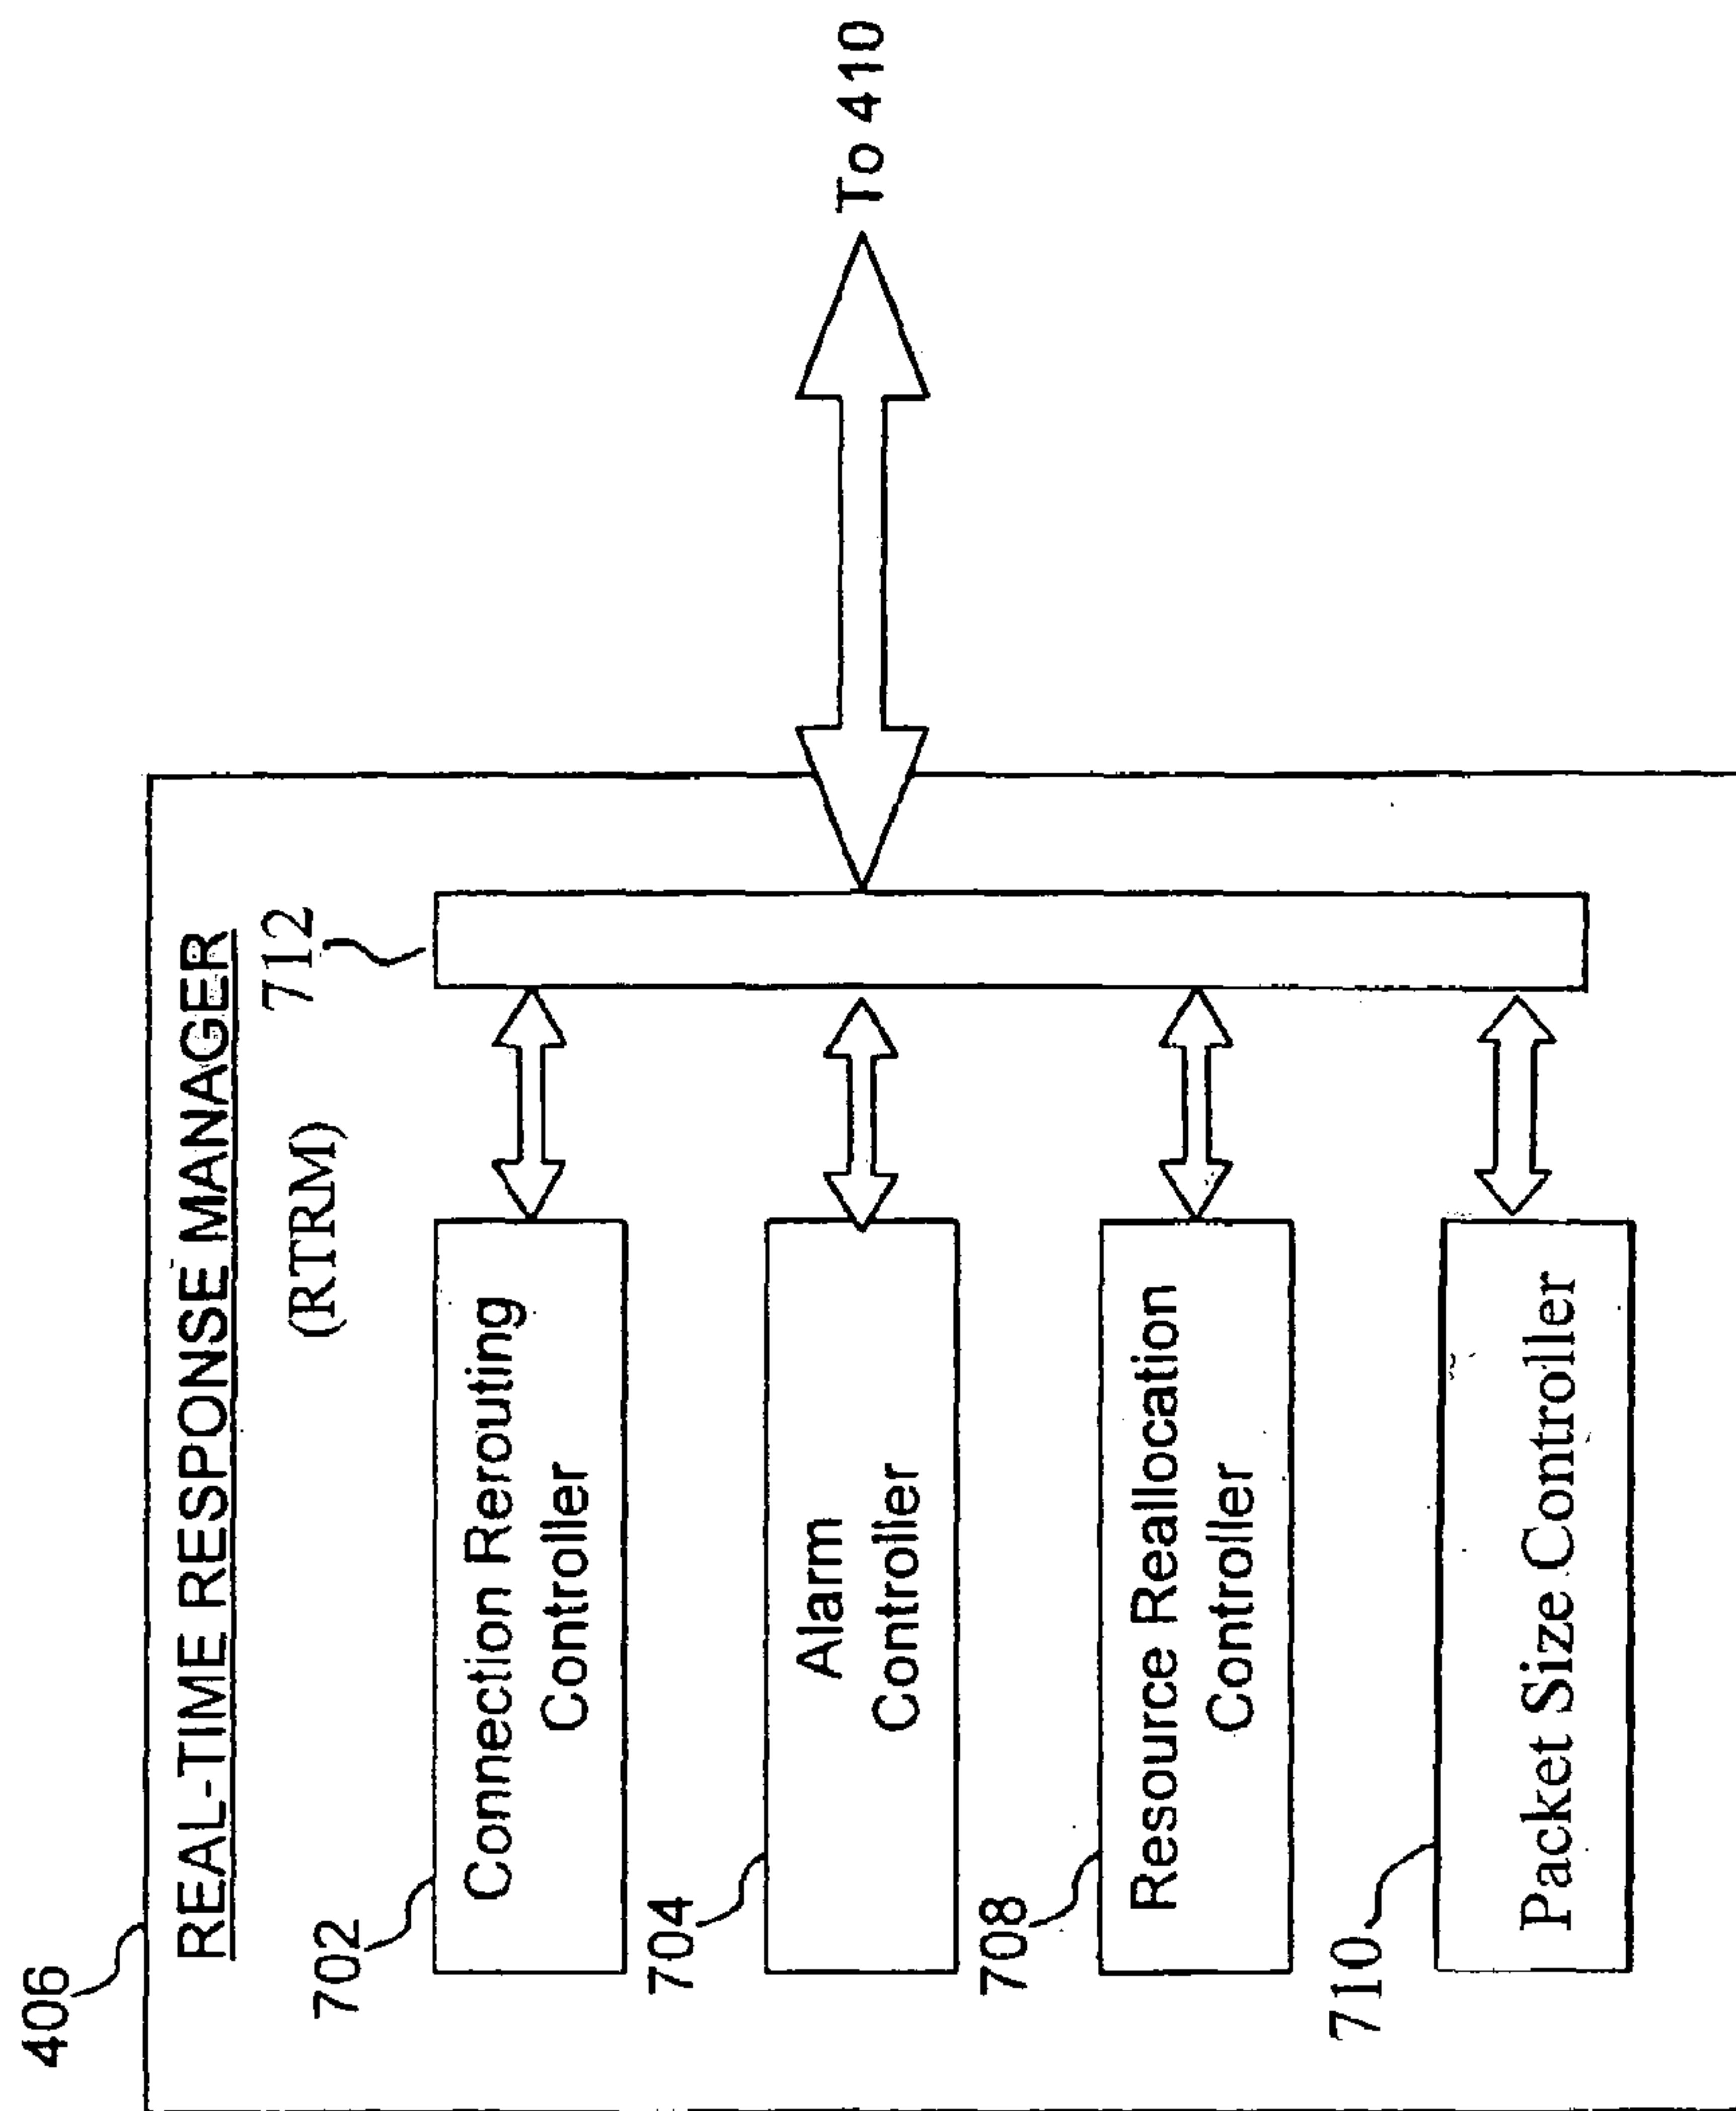 406
REAL-TIME RESPONSE MANAGER
(RTRM)
712
702
Connection Rerouting
Controller
704
Alarm
Controller
708
Resource Reallocation
Controller
710
Packet Size Controller
To 410